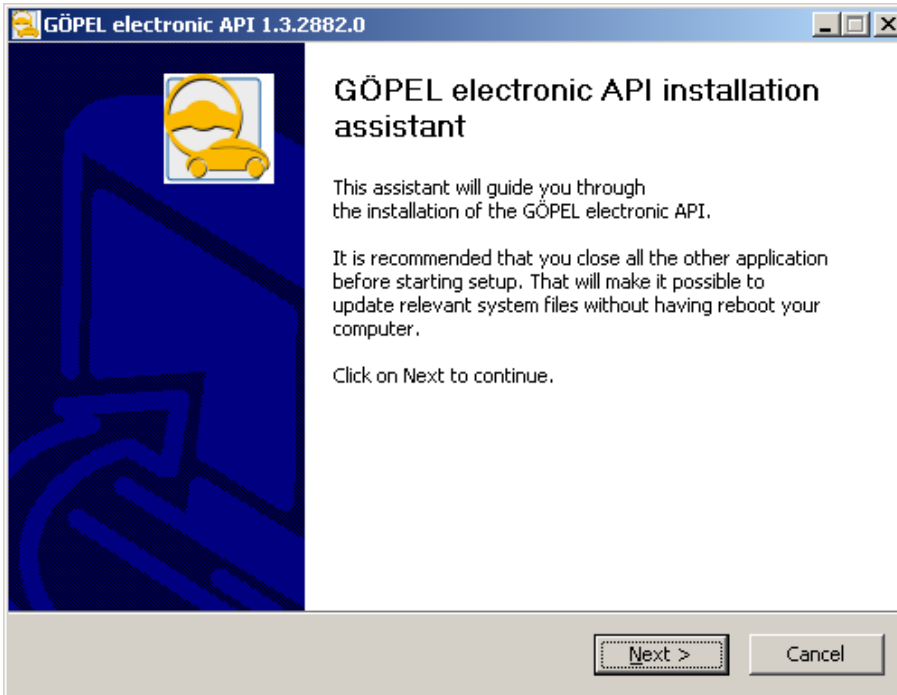 GÖPEL electronic API 1.3.2882.0
GÖPEL electronic API installation
assistant
This assistant will guide you through
the installation of the GÖPEL electronic API.
It is recommended that you close all the other application
before starting setup. That will make it possible to
update relevant system files without having reboot your
computer.
Click on Next to continue.
Next >
Cancel